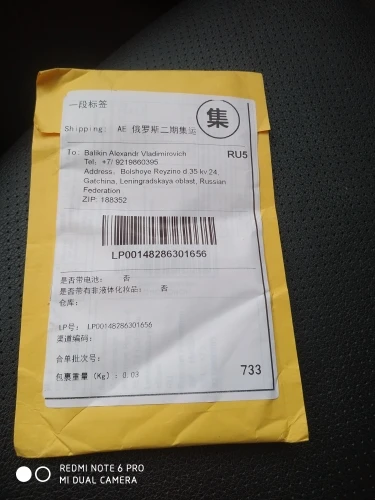 一段标签
集
Shipping: AE 俄罗斯二期集运
RU5
To: Balikin Alexandr Vladimirovich
Tel: +7/ 9219860395
Address: Bolshoye Reyzino d.35 kv 24,
Gatchina, Leningradskaya oblast, Russian
Federation
ZIP: 188352
LP00148286301656
是否带电池: 否
是否带有非液体化妆品: 否
仓库:
LP号: LP00148286301656
渠道编码:
合单批次号:
包裹重量 (Kg): 0.03
733
REDMI NOTE 6 PRO
MI DUAL CAMERA